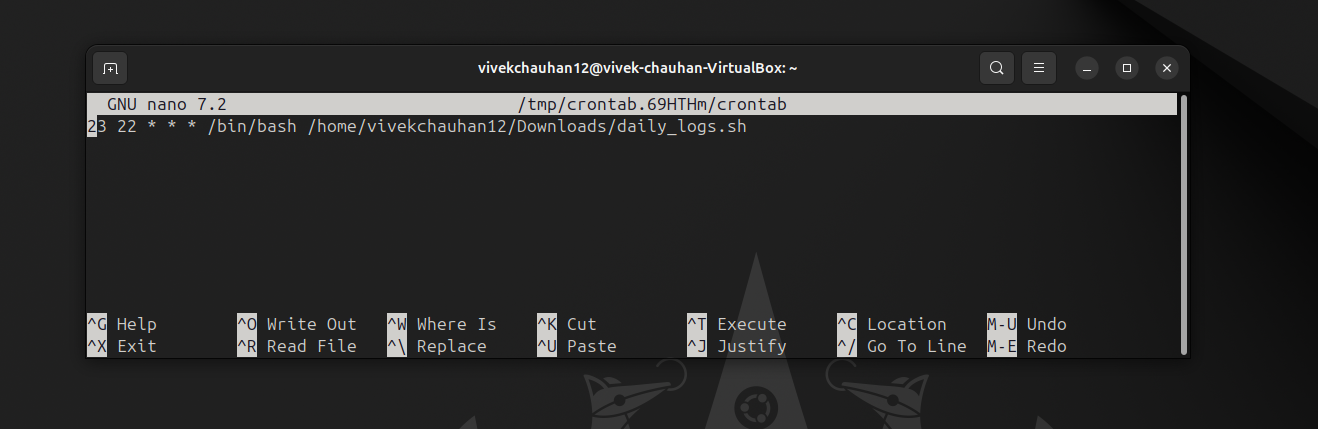 vivekchauhan12@vivek-chauhan-VirtualBox: ~
GNU nano 7.2 /tmp/crontab.69HTHm/crontab
23 22 * * * /bin/bash /home/vivekchauhan12/Downloads/daily_logs.sh
^G Help ^O Write Out ^W Where Is ^K Cut ^T Execute ^C Location M-U Undo
^X Exit ^R Read File ^\ Replace ^U Paste ^J Justify ^/ Go To Line M-E Redo